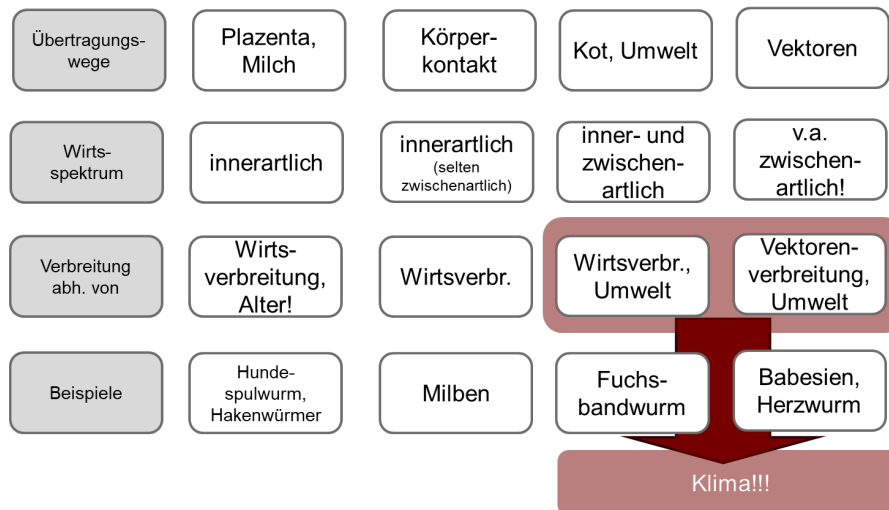 Übertragungs-
wege
Plazenta,
Milch
Körper-
kontakt
Kot, Umwelt
Vektoren
Wirts-
spektrum
innerartlich
innerartlich
(selten
zwischenartlich)
inner- und
zwischen-
artlich
v.a.
zwischen-
artlich!
Verbreitung
abh. von
Wirts-
verbreitung,
Alter!
Wirtsverbr.
Wirtsverbr.,
Umwelt
Vektoren-
verbreitung,
Umwelt
Beispiele
Hunde-
spulwurm,
Hakenwürmer
Milben
Fuchs-
bandwurm
Babesien,
Herzwurm
Klima!!!